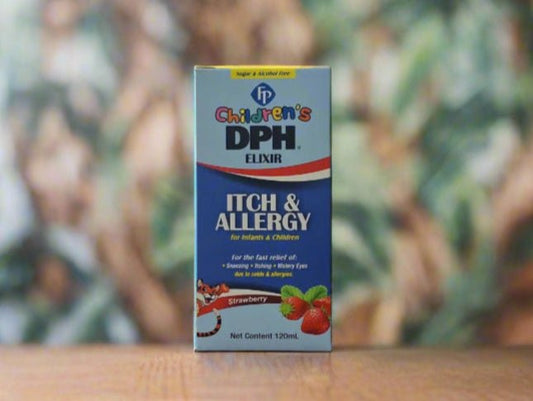 Sugar & Alcohol Free
FP
Children's
DPH
ELIXIR
ITCH &
ALLERGY
for Infants & Children
For the fast relief of:
• Sneezing • Itching • Watery Eyes
due to colds & allergies
Strawberry
Net Content 120mL